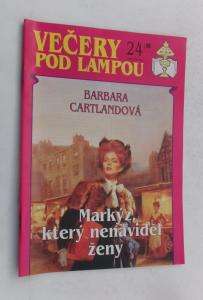 VEČERY
POD LAMPOU
24
BARBARA
CARTLANDOVÁ
Markýz,
který nenáviděl
ženy